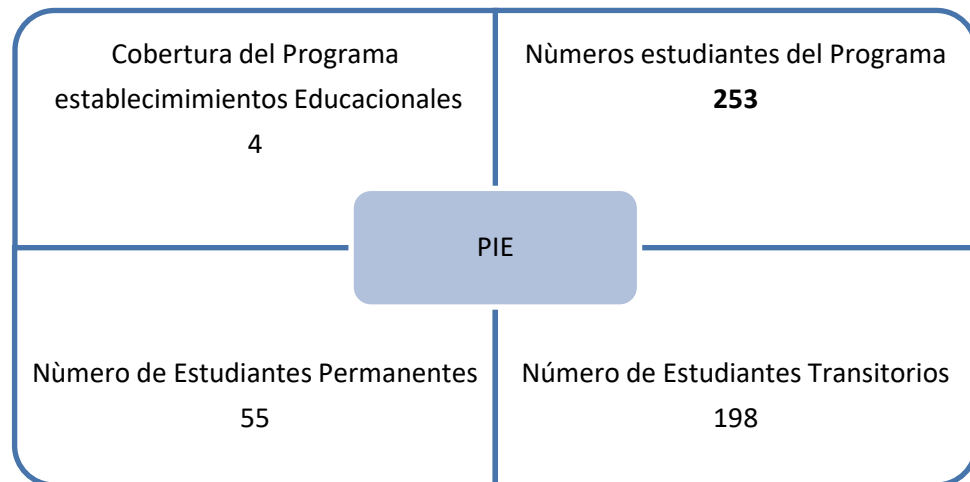 Cobertura del Programa
establecimimientos Educacionales
4
Nùmeros estudiantes del Programa
253
PIE
Nùmero de Estudiantes Permanentes
55
Número de Estudiantes Transitorios
198